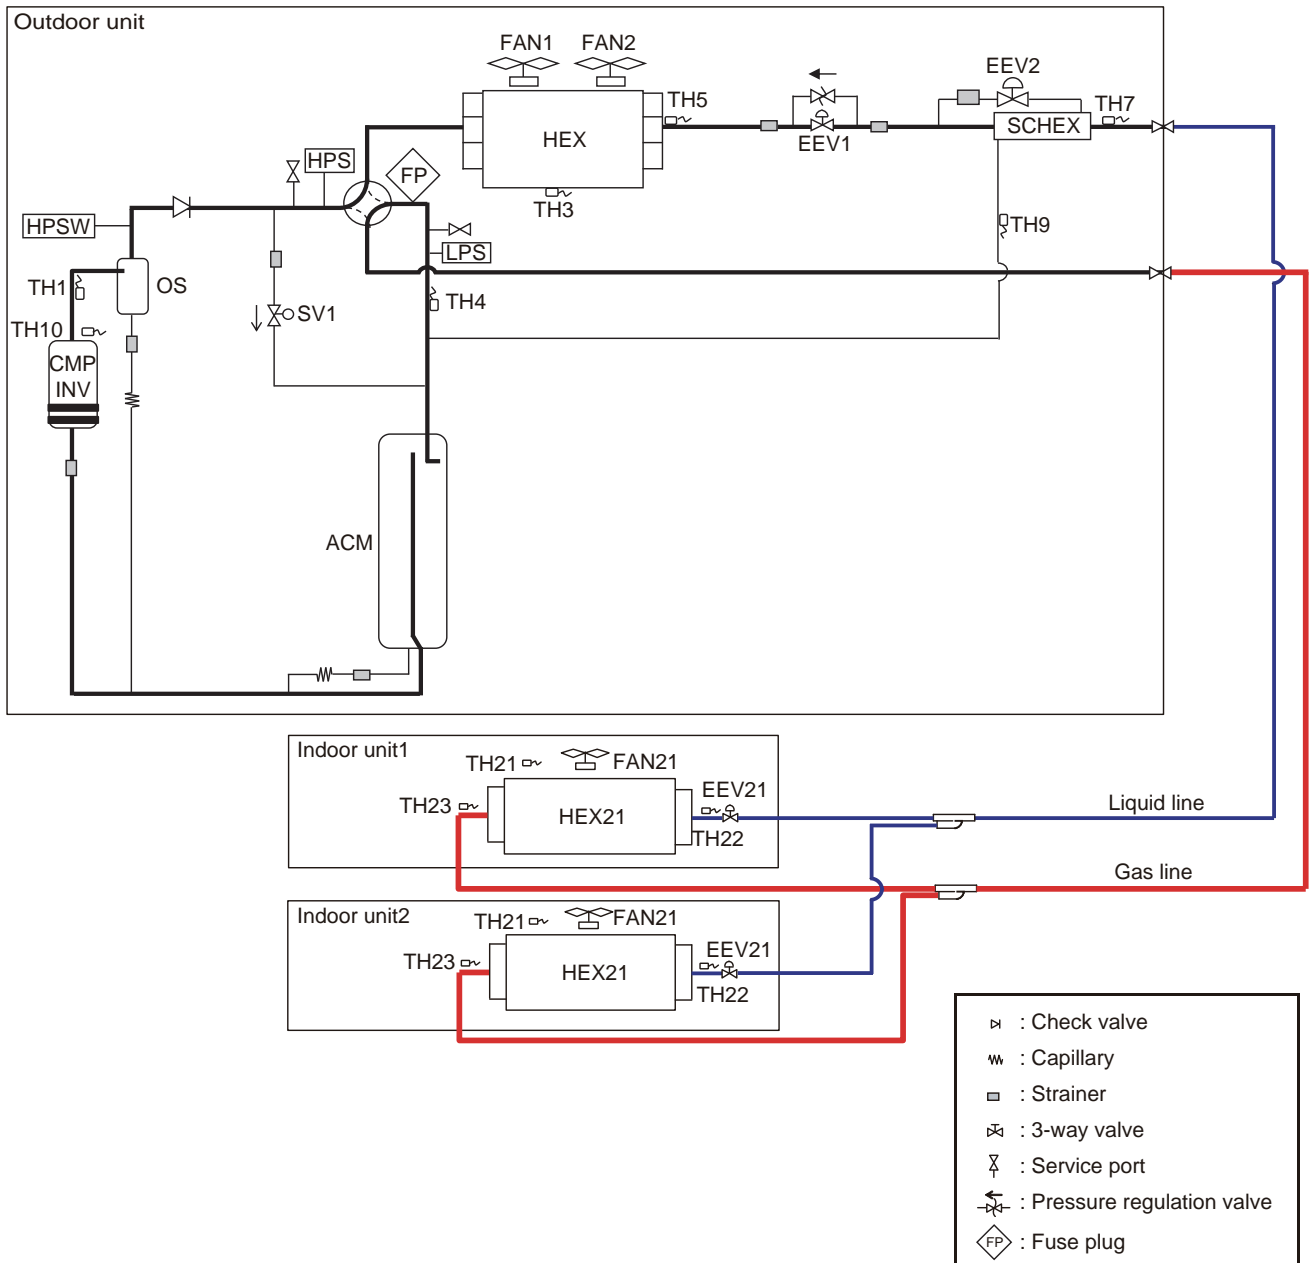 Outdoor unit
FAN1
FAN2
EEV2
TH5
TH7
HEX
SCHEX
EEV1
HPS
FP
TH3
HPSW
TH9
LPS
TH1
OS
TH4
SV1
TH10
CMP
INV
ACM
Indoor unit1
TH21
FAN21
EEV21
TH23
HEX21
TH22
Liquid line
Gas line
Indoor unit2
TH21
FAN21
EEV21
TH23
HEX21
TH22
: Check valve
: Capillary
: Strainer
: 3-way valve
: Service port
: Pressure regulation valve
FP : Fuse plug